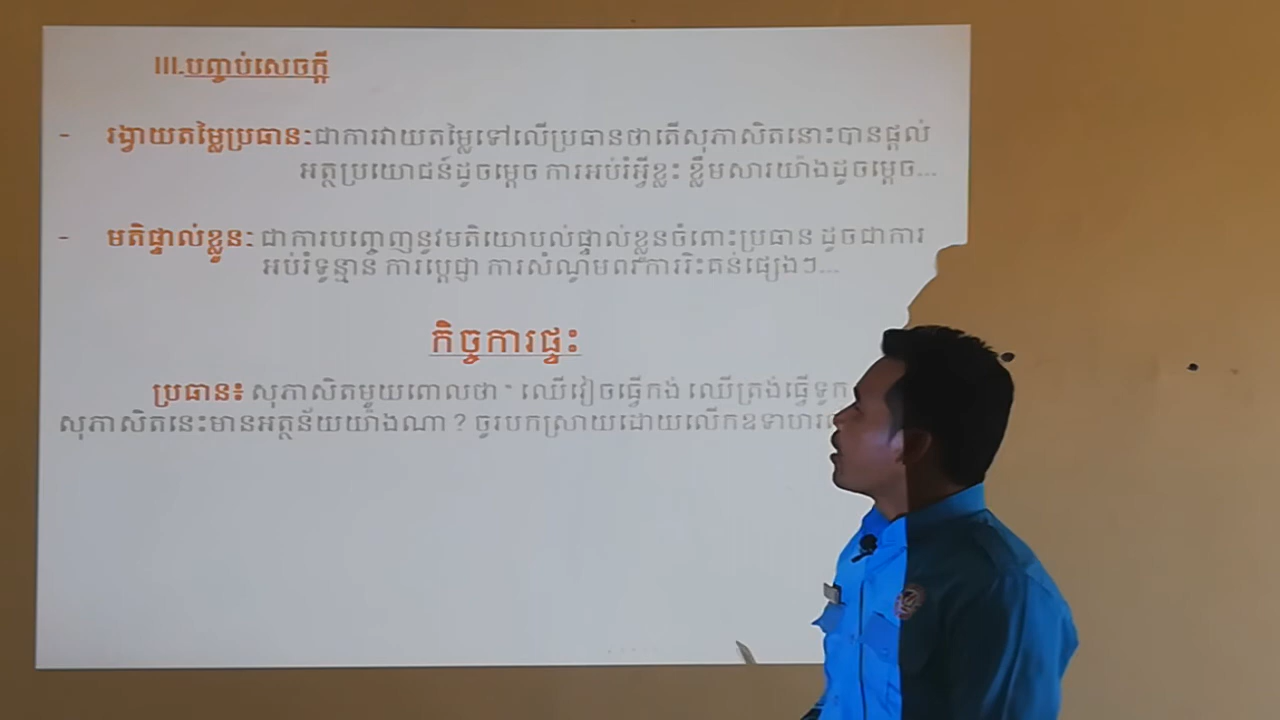 III.បញ្ចប់សេចក្តី
- រង្វាយតម្លៃប្រធាន:ជាការវាយតម្លៃទៅលើប្រធានថាតើសុភាសិតនោះបានផ្តល់
អត្ថប្រយោជន៍ដូចម្តេច ការអប់រំអ្វីខ្លះ ខ្លឹមសារយ៉ាងដូចម្តេច...
- មតិផ្ទាល់ខ្លួន: ជាការបញ្ចេញនូវមតិយោបល់ផ្ទាល់ខ្លួនចំពោះប្រធាន ដូចជាការ
អប់រំទូន្មាន ការប្តេជ្ញា ការសំណូមពរ ការរិះគន់ផ្សេងៗ...
កិច្ចការផ្ទះ
ប្រធាន៖ សុភាសិតមួយពោលថា “ ឈើវៀចធ្វើកង់ ឈើត្រង់ធ្វើទូក
សុភាសិតនេះមានអត្ថន័យយ៉ាងណា ? ចូរបកស្រាយដោយលើកឧទាហរណ៍